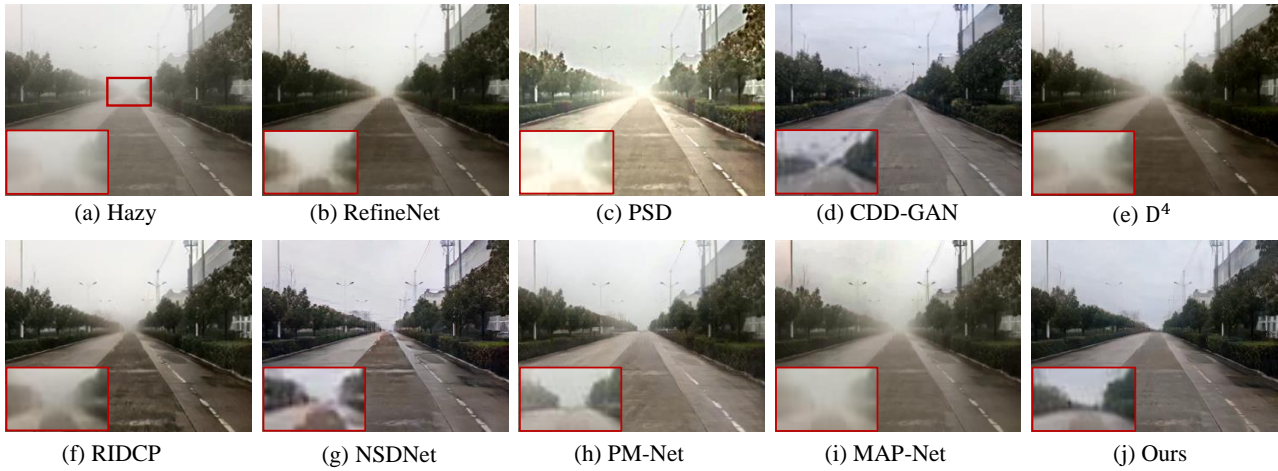 (a) Hazy
(b) RefineNet
(c) PSD
(d) CDD-GAN
(e) D⁴
(f) RIDCP
(g) NSDNet
(h) PM-Net
(i) MAP-Net
(j) Ours